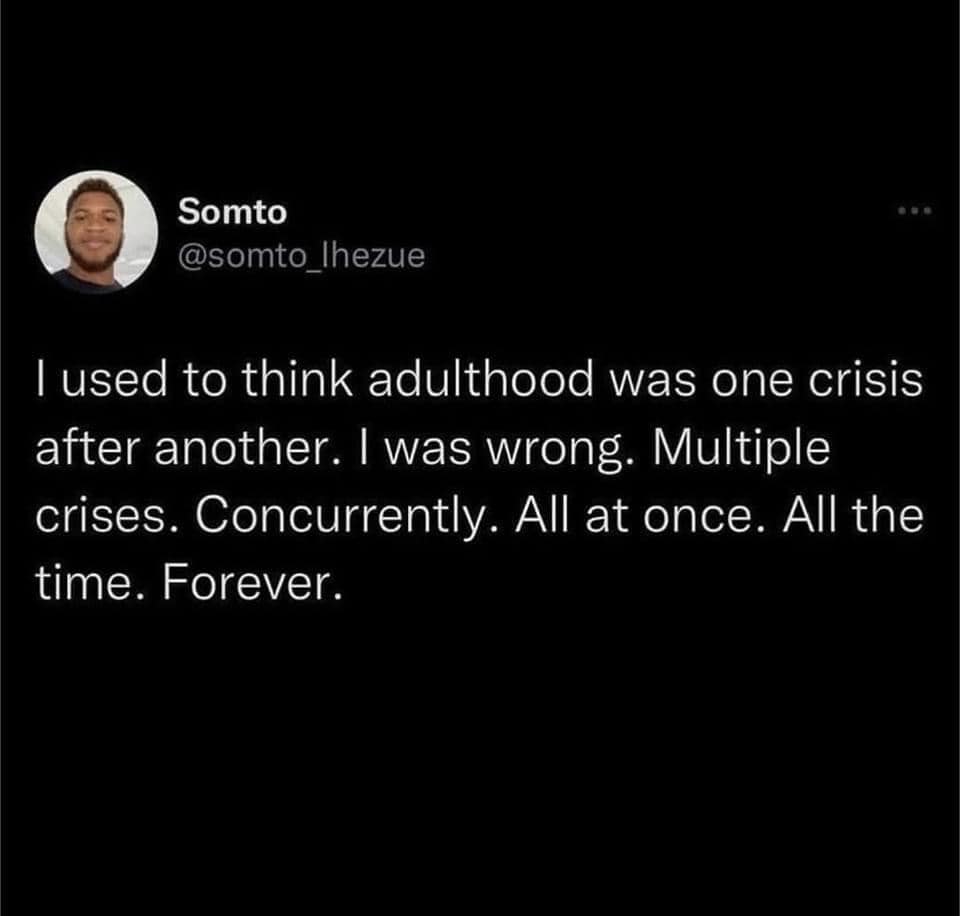 Somto
@somto_Ihezue
I used to think adulthood was one crisis
after another. I was wrong. Multiple
crises. Concurrently. All at once. All the
time. Forever.